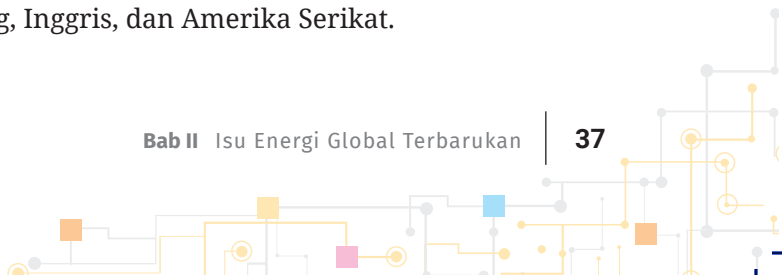 Inggris, dan Amerika Serikat.
Bab II Isu Energi Global Terbarukan 37